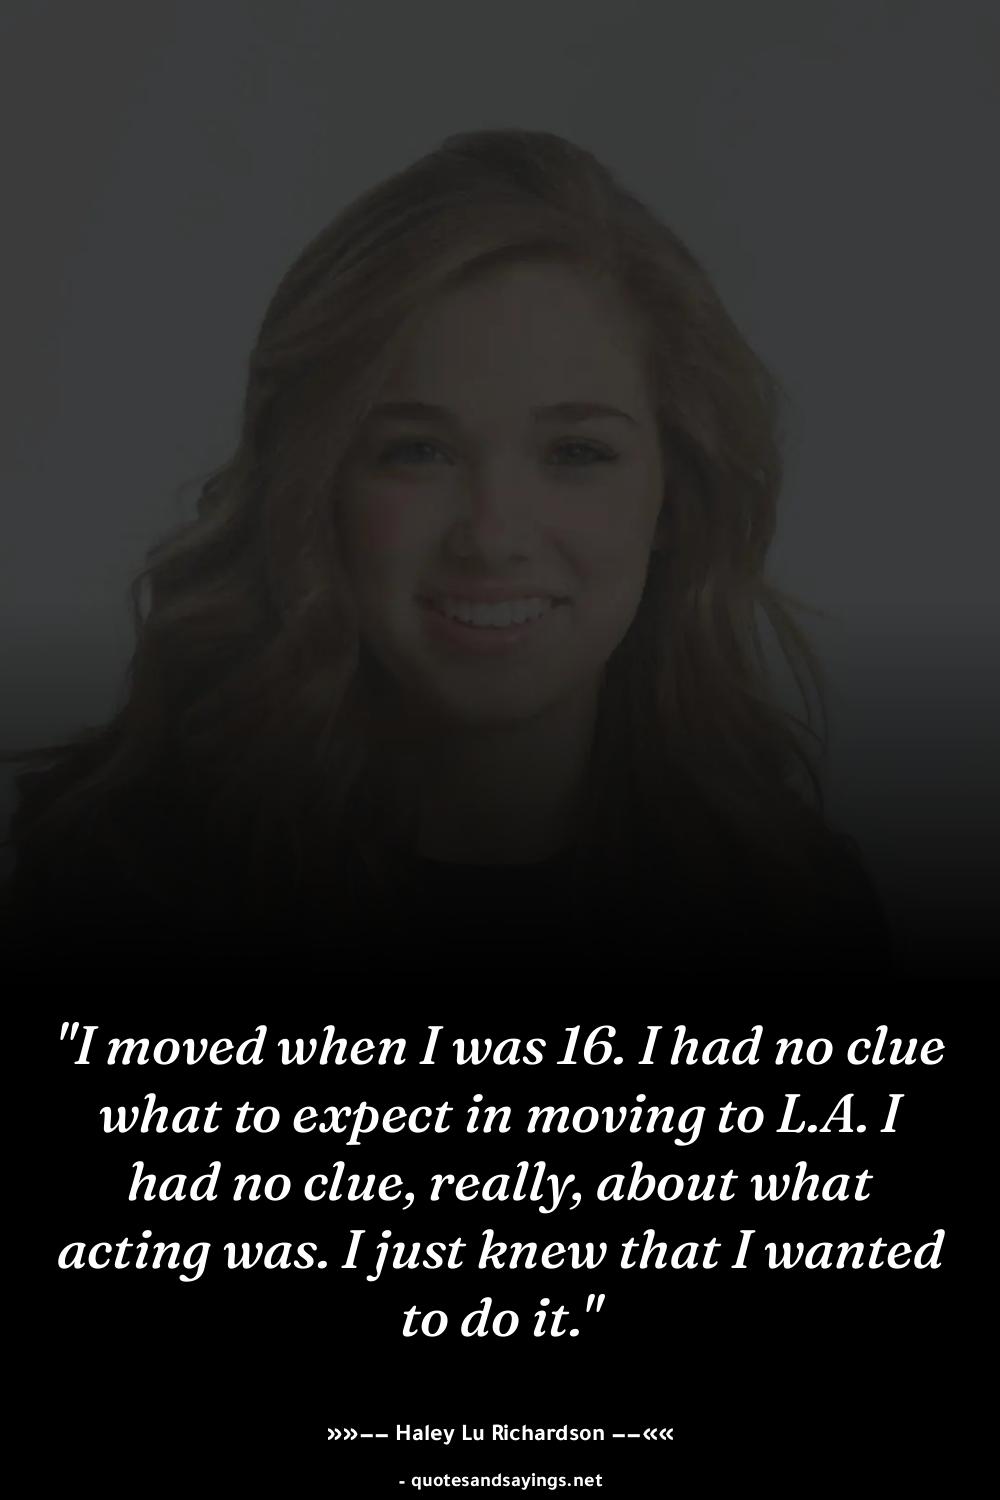 "I moved when I was 16. I had no clue
what to expect in moving to L.A. I
had no clue, really, about what
acting was. I just knew that I wanted
to do it."
»»–– Haley Lu Richardson ––««
- quotesandsayings.net